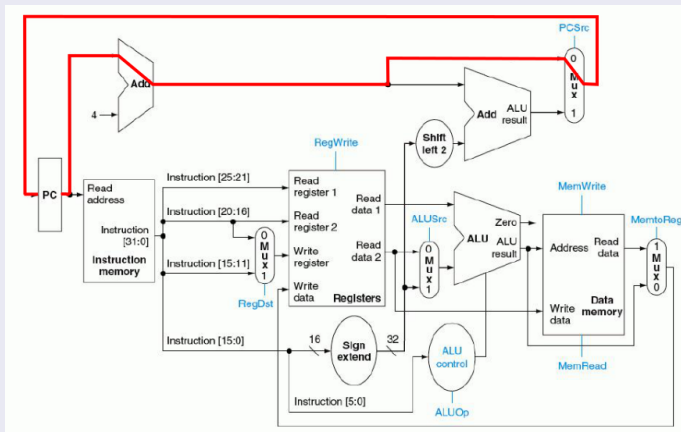 PCSrc
0
M
u
x
1
Add
4
Add
ALU
result
Shift
left 2
RegWrite
PC
Read
address
Instruction
[31:0]
Instruction
memory
Instruction [25:21]
Instruction [20:16]
Instruction [15:11]
0
M
u
x
1
RegDst
Read
register 1
Read
register 2
Write
register
Write
data
Read
data 1
Read
data 2
Registers
ALUSrc
0
M
u
x
1
Zero
ALU
ALU
result
MemWrite
Address
Read
data
Write
data
Data
memory
MemRead
MemtoReg
1
M
u
x
0
Instruction [15:0]
16
Sign
extend
32
ALU
control
ALUOp
Instruction [5:0]